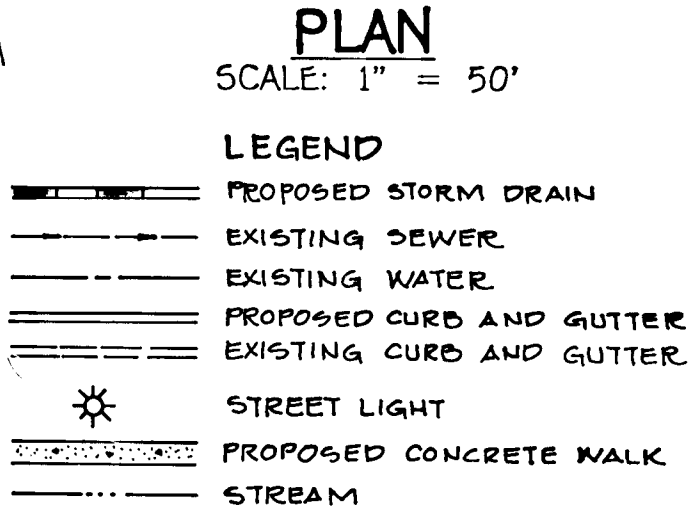 PLAN
SCALE: 1" = 50'
LEGEND
PROPOSED STORM DRAIN
EXISTING SEWER
EXISTING WATER
PROPOSED CURB AND GUTTER
EXISTING CURB AND GUTTER
STREET LIGHT
PROPOSED CONCRETE WALK
STREAM